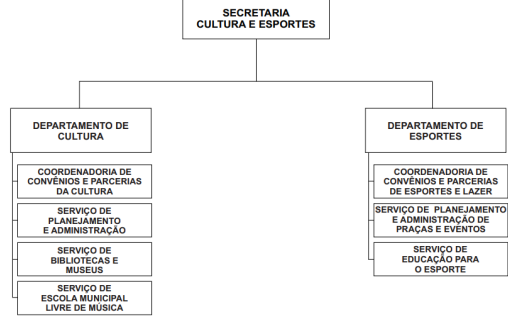 SECRETARIA
CULTURA E ESPORTES
DEPARTAMENTO DE
CULTURA
COORDENADORIA DE
CONVÊNIOS E PARCERIAS
DA CULTURA
SERVIÇO DE
PLANEJAMENTO
E ADMINISTRAÇÃO
SERVIÇO DE
BIBLIOTECAS E
MUSEUS
SERVIÇO DE
ESCOLA MUNICIPAL
LIVRE DE MÚSICA
DEPARTAMENTO DE
ESPORTES
COORDENADORIA DE
CONVÊNIOS E PARCERIAS
DE ESPORTES E LAZER
SERVIÇO DE PLANEJAMENTO
E ADMINISTRAÇÃO DE
PRAÇAS E EVENTOS
SERVIÇO DE
EDUCAÇÃO PARA
O ESPORTE